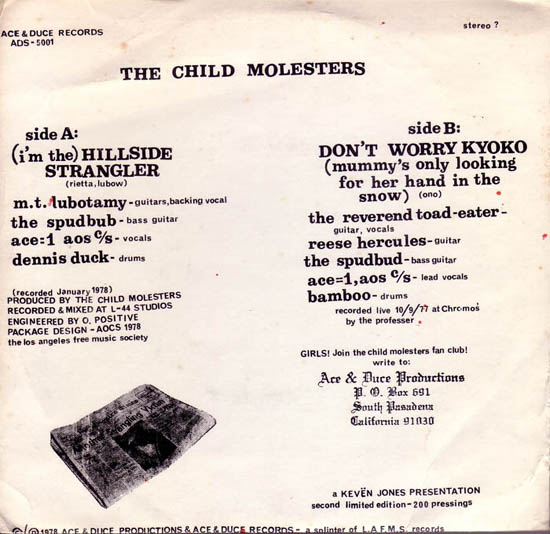 ACE & DUCE RECORDS
ADS-5001
stereo ?
THE CHILD MOLESTERS
side A:
(i'm the) HILLSIDE
STRANGLER
(rietta, lubow)
m.t. lubotamy - guitars, backing vocal
the spudbub - bass guitar
ace=1 aos c/s - vocals
dennis duck - drums
(recorded January 1978)
PRODUCED BY THE CHILD MOLESTERS
RECORDED & MIXED AT L-44 STUDIOS
ENGINEERED BY O. POSITIVE
PACKAGE DESIGN - AOCS 1978
the los angeles free music society
side B:
DON'T WORRY KYOKO
(mummy's only looking
for her hand in the
snow) (ono)
the reverend toad-eater -
guitar, vocals
reese hercules - guitar
the spudbud - bass guitar
ace=1, aos c/s - lead vocals
bamboo - drums
recorded live 10/9/77 at Chromos
by the professer
GIRLS! Join the child molesters fan club!
write to:
Ace & Duce Productions
P. O. Box 691
South Pasadena
California 91030
a KEVËN JONES PRESENTATION
second limited edition - 200 pressings
©/℗ 1978 ACE & DUCE PRODUCTIONS & ACE & DUCE RECORDS - a splinter of L.A.F.M.S. records